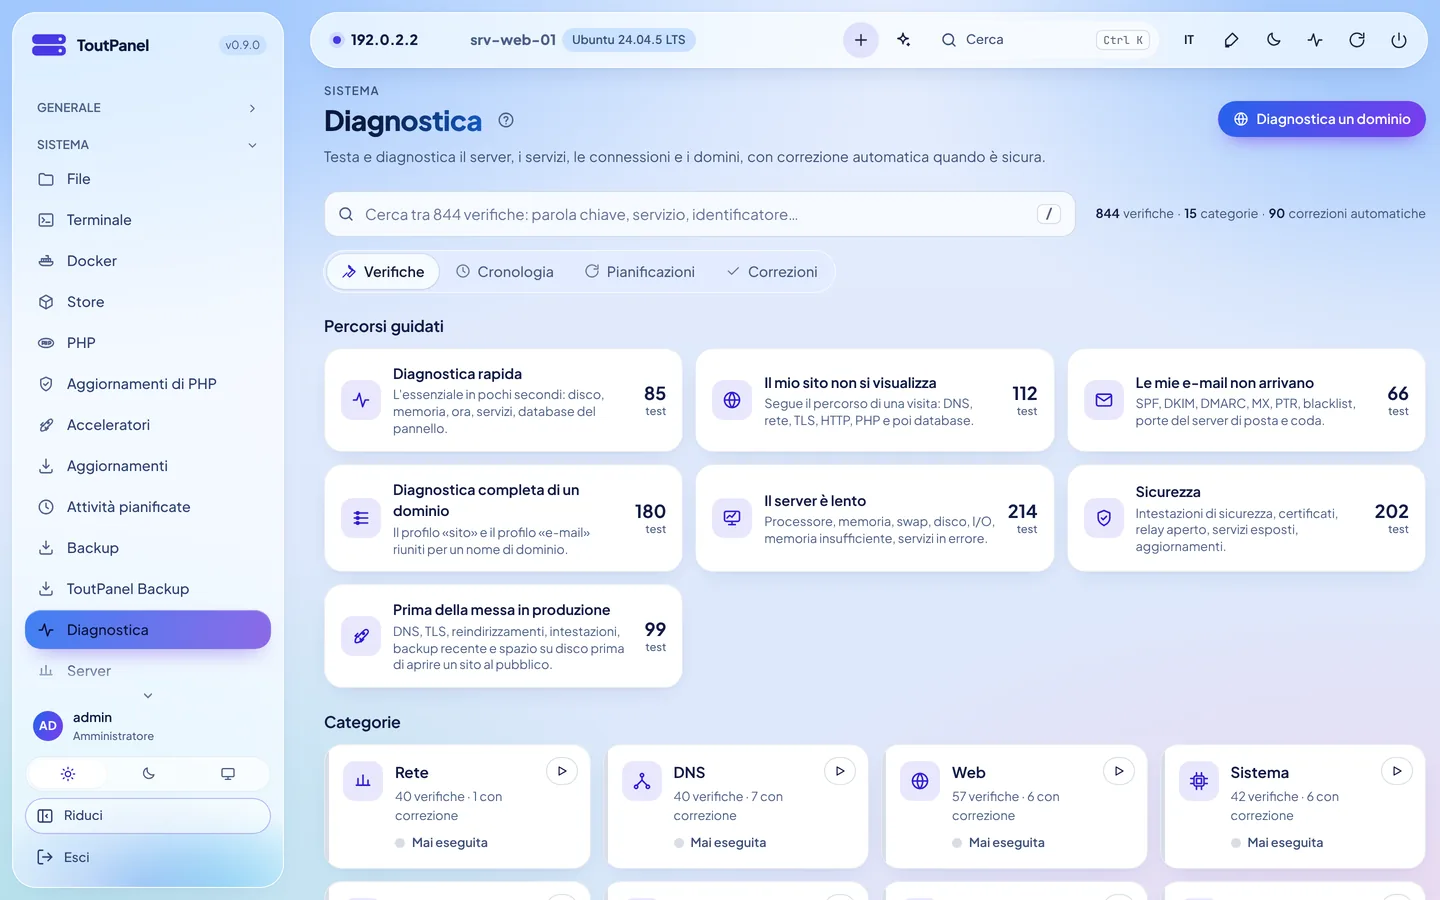 ToutPanel
v0.9.0
GENERALE
SISTEMA
File
Terminale
Docker
Store
PHP
Aggiornamenti di PHP
Acceleratori
Aggiornamenti
Attività pianificate
Backup
ToutPanel Backup
Diagnostica
Server
AD
admin
Amministratore
Riduci
Esci
192.0.2.2
srv-web-01
Ubuntu 24.04.5 LTS
Cerca
Ctrl K
IT
SISTEMA
Diagnostica
Diagnostica un dominio
Testa e diagnostica il server, i servizi, le connessioni e i domini, con correzione automatica quando è sicura.
Cerca tra 844 verifiche: parola chiave, servizio, identificatore...
/
844 verifiche · 15 categorie · 90 correzioni automatiche
Verifiche
Cronologia
Pianificazioni
Correzioni
Percorsi guidati
Diagnostica rapida
L'essenziale in pochi secondi: disco,
memoria, ora, servizi, database del
pannello.
85
test
Il mio sito non si visualizza
Segue il percorso di una visita: DNS,
rete, TLS, HTTP, PHP e poi database.
112
test
Le mie e-mail non arrivano
SPF, DKIM, DMARC, MX, PTR, blacklist,
porte del server di posta e coda.
66
test
Diagnostica completa di un
dominio
Il profilo «sito» e il profilo «e-mail»
riuniti per un nome di dominio.
180
test
Il server è lento
Processore, memoria, swap, disco, I/O,
memoria insufficiente, servizi in errore.
214
test
Sicurezza
Intestazioni di sicurezza, certificati,
relay aperto, servizi esposti,
aggiornamenti.
202
test
Prima della messa in produzione
DNS, TLS, reindirizzamenti, intestazioni,
backup recente e spazio su disco prima
di aprire un sito al pubblico.
99
test
Categorie
Rete
40 verifiche · 1 con
correzione
Mai eseguita
DNS
40 verifiche · 7 con
correzione
Mai eseguita
Web
57 verifiche · 6 con
correzione
Mai eseguita
Sistema
42 verifiche · 6 con
correzione
Mai eseguita